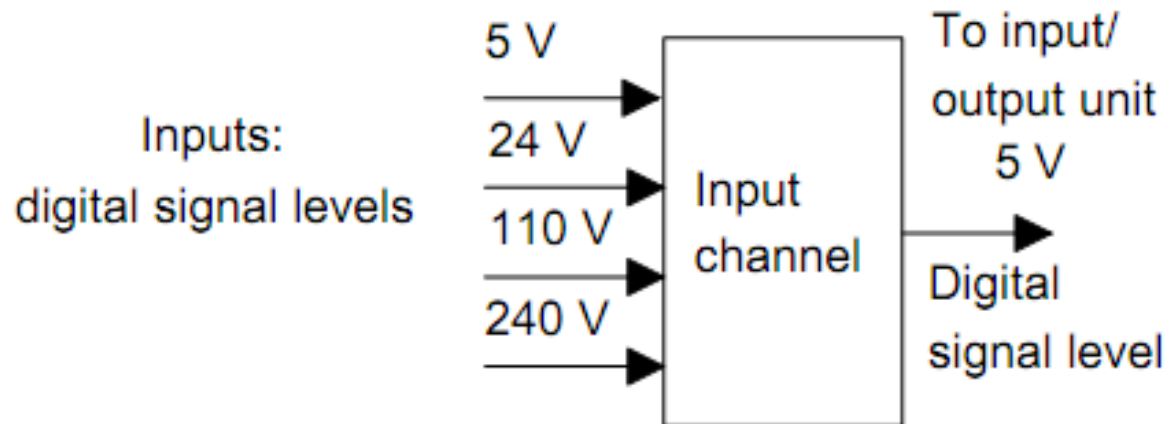 Inputs:
digital signal levels
5 V
24 V
110 V
240 V
Input
channel
To input/
output unit
5 V
Digital
signal level